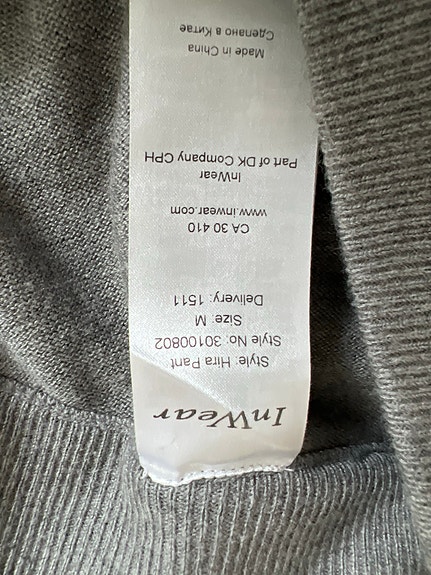 InWear
Style: Hira Pant
Style No: 30100802
Size: M
Delivery: 1511
CA 30 410
www.inwear.com
InWear
Part of DK Company CPH
Made in China
Сделано в Китае